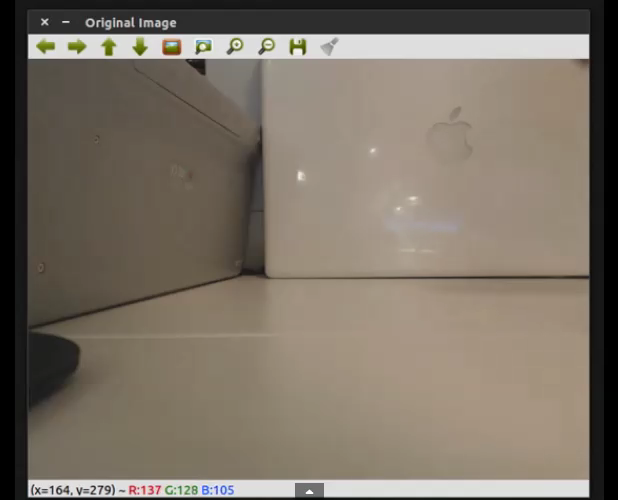 Original Image
(x=164, y=279) ~ R:137 G:128 B:105